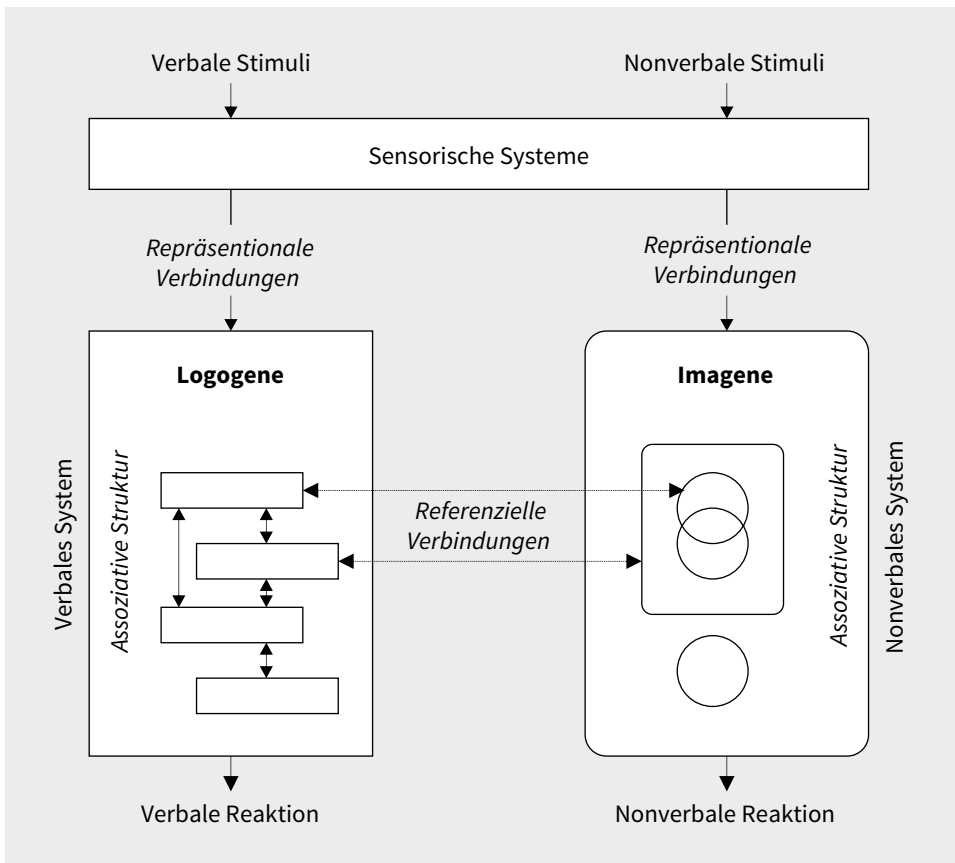 Verbale Stimuli
Nonverbale Stimuli
Sensorische Systeme
Repräsentionale
Verbindungen
Repräsentionale
Verbindungen
Logogene
Imagene
Verbales System
Assoziative Struktur
Referenzielle
Verbindungen
Assoziative Struktur
Nonverbales System
Verbale Reaktion
Nonverbale Reaktion